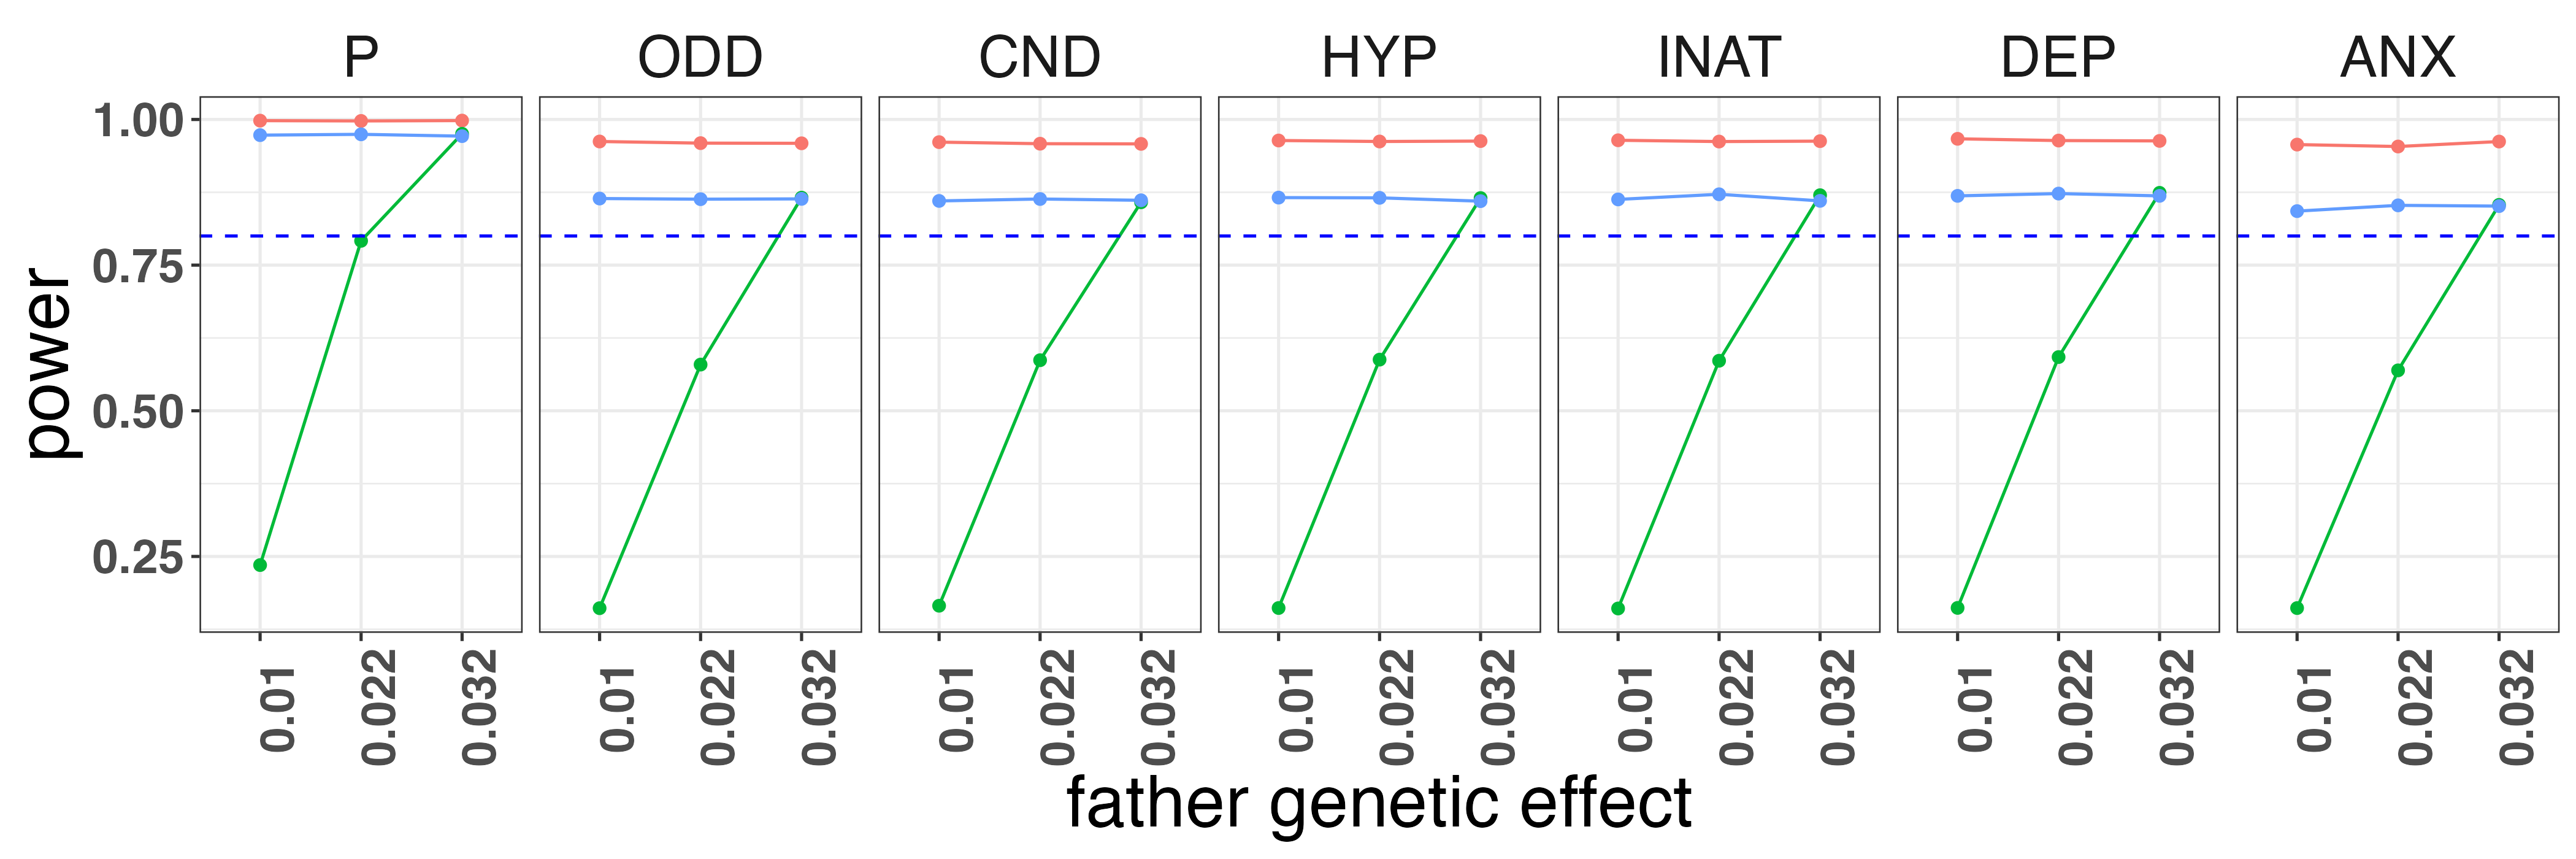 P ODD CND HYP INAT DEP ANX
1.00
0.75
0.50
0.25
power
0.01 0.022 0.032 0.01 0.022 0.032 0.01 0.022 0.032 0.01 0.022 0.032 0.01 0.022 0.032 0.01 0.022 0.032 0.01 0.022 0.032
father genetic effect